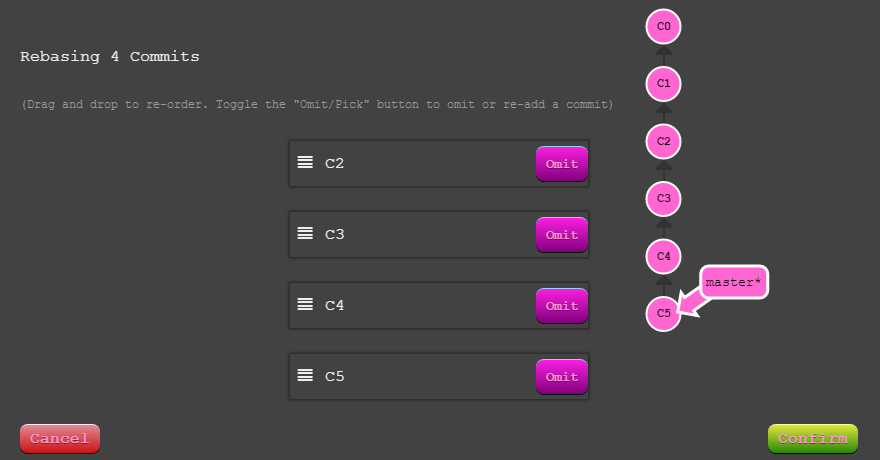 Rebasing 4 Commits
(Drag and drop to re-order. Toggle the "Omit/Pick" button to omit or re-add a commit)
C2 Omit
C3 Omit
C4 Omit
C5 Omit
Cancel
Confirm
C0
C1
C2
C3
C4
master*
C5